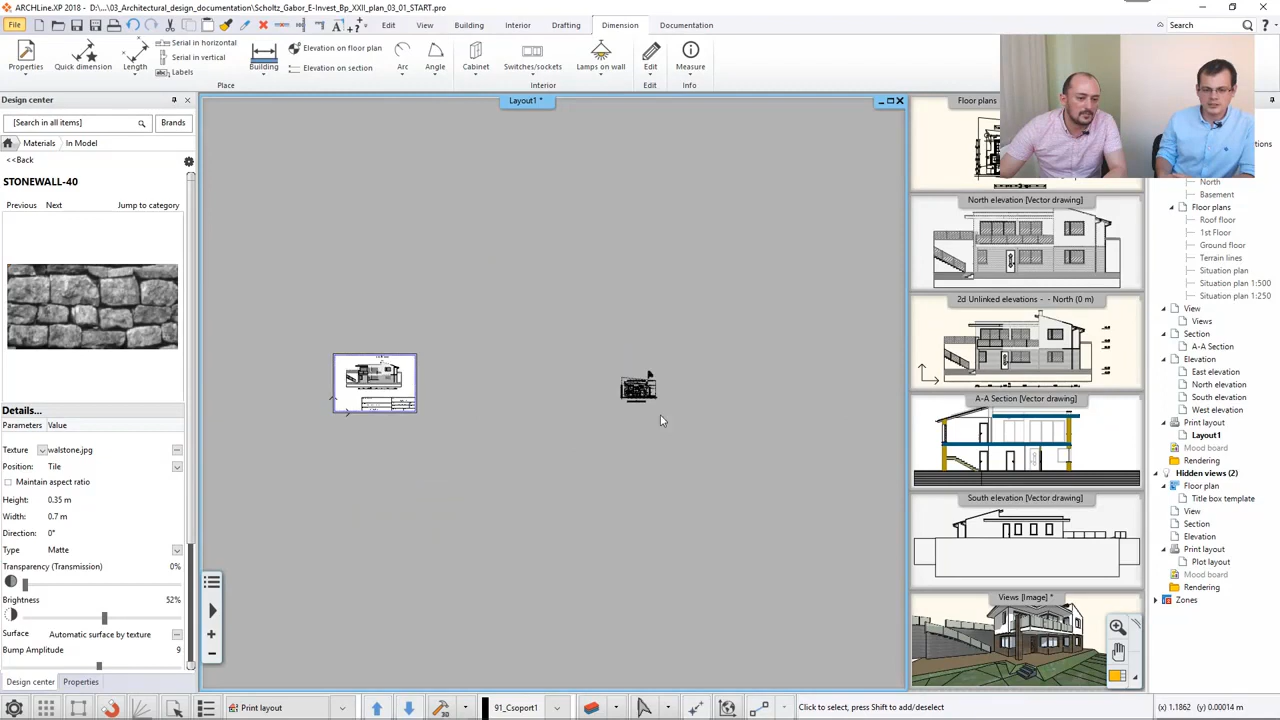 ARCHLine.XP 2018 - D:\...\03_Architectural_design_documentation\Scholtz_Gabor_E-Invest_Bp_XXII_plan_03_01_START.pro
File
Edit
View
Building
Interior
Drafting
Dimension
Documentation
Search
Properties
Quick dimension
Length
Serial in horizontal
Serial in vertical
Labels
Building
Elevation on floor plan
Elevation on section
Arc
Angle
Cabinet
Switches/sockets
Lamps on wall
Edit
Measure
Place
Interior
Edit
Info
Design center
[Search in all items]
Brands
Materials
In Model
<<Back
STONEWALL-40
Previous
Next
Jump to category
Details...
Parameters
Value
Texture
walstone.jpg
Position:
Tile
Maintain aspect ratio
Height:
0.35 m
Width:
0.7 m
Direction:
0°
Type
Matte
Transparency (Transmission)
0%
Brightness
52%
Surface
Automatic surface by texture
Bump Amplitude
9
Design center
Properties
Layout1 *
Floor plans
North elevation [Vector drawing]
2d Unlinked elevations - - North (0 m)
A-A Section [Vector drawing]
South elevation [Vector drawing]
Views [Image] *
North
Basement
Floor plans
Roof floor
1st Floor
Ground floor
Terrain lines
Situation plan
Situation plan 1:500
Situation plan 1:250
View
Views
Section
A-A Section
Elevation
East elevation
North elevation
South elevation
West elevation
Print layout
Layout1
Mood board
Rendering
Hidden views (2)
Floor plan
Title box template
View
Section
Elevation
Print layout
Plot layout
Mood board
Rendering
Zones
Print layout
91_Csoport1
Click to select, press Shift to add/deselect
(x) 1.1862
(y) 0.00014 m